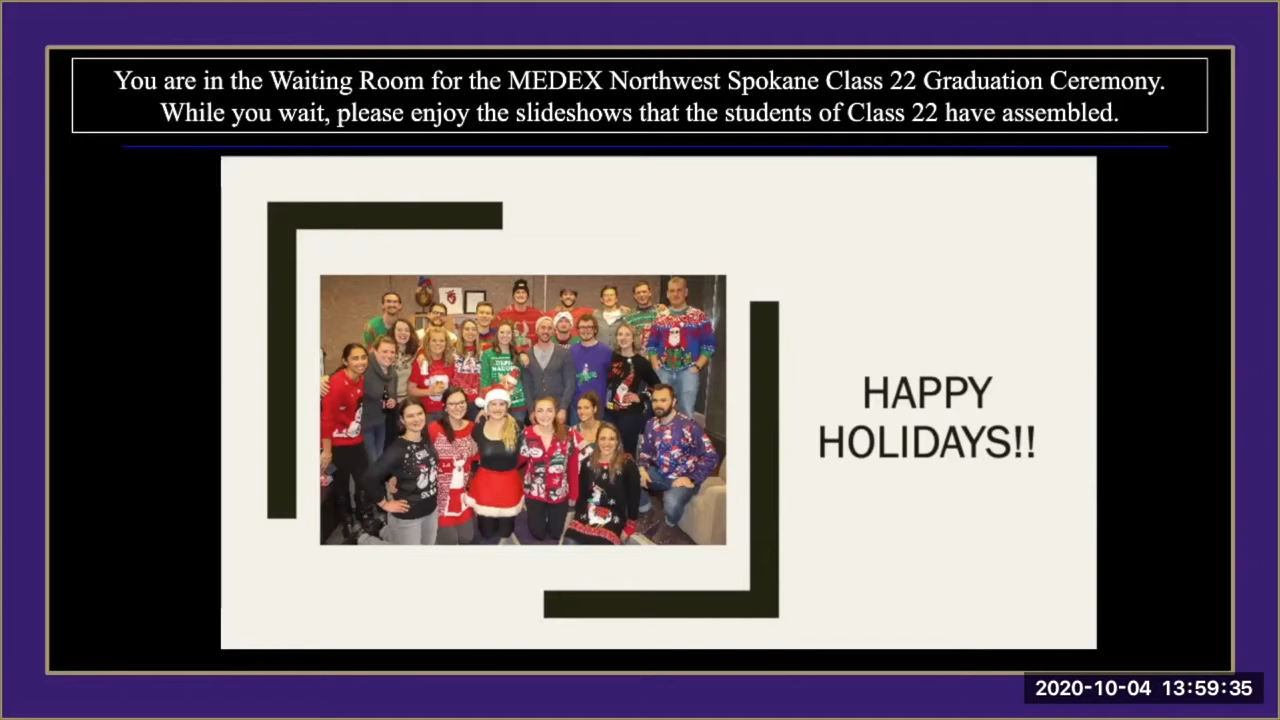 You are in the Waiting Room for the MEDEX Northwest Spokane Class 22 Graduation Ceremony.
While you wait, please enjoy the slideshows that the students of Class 22 have assembled.
HAPPY
HOLIDAYS!!
2020-10-04 13:59:35